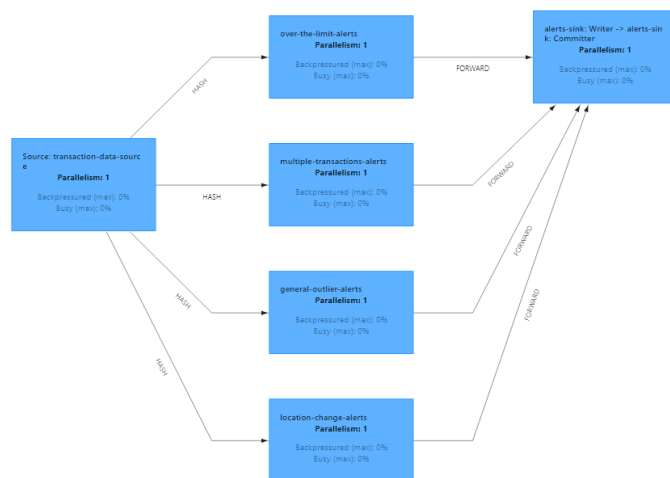 over-the-limit-alerts
Parallelism: 1
Backpressured (max): 0%
Busy (max): 0%
alerts-sink: Writer -> alerts-sin
k: Committer
Parallelism: 1
Backpressured (max): 0%
Busy (max): 0%
FORWARD
HASH
Source: transaction-data-sourc
e
Parallelism: 1
Backpressured (max): 0%
Busy (max): 0%
HASH
multiple-transactions-alerts
Parallelism: 1
Backpressured (max): 0%
Busy (max): 0%
FORWARD
HASH
general-outlier-alerts
Parallelism: 1
Backpressured (max): 0%
Busy (max): 0%
FORWARD
HASH
location-change-alerts
Parallelism: 1
Backpressured (max): 0%
Busy (max): 0%
FORWARD